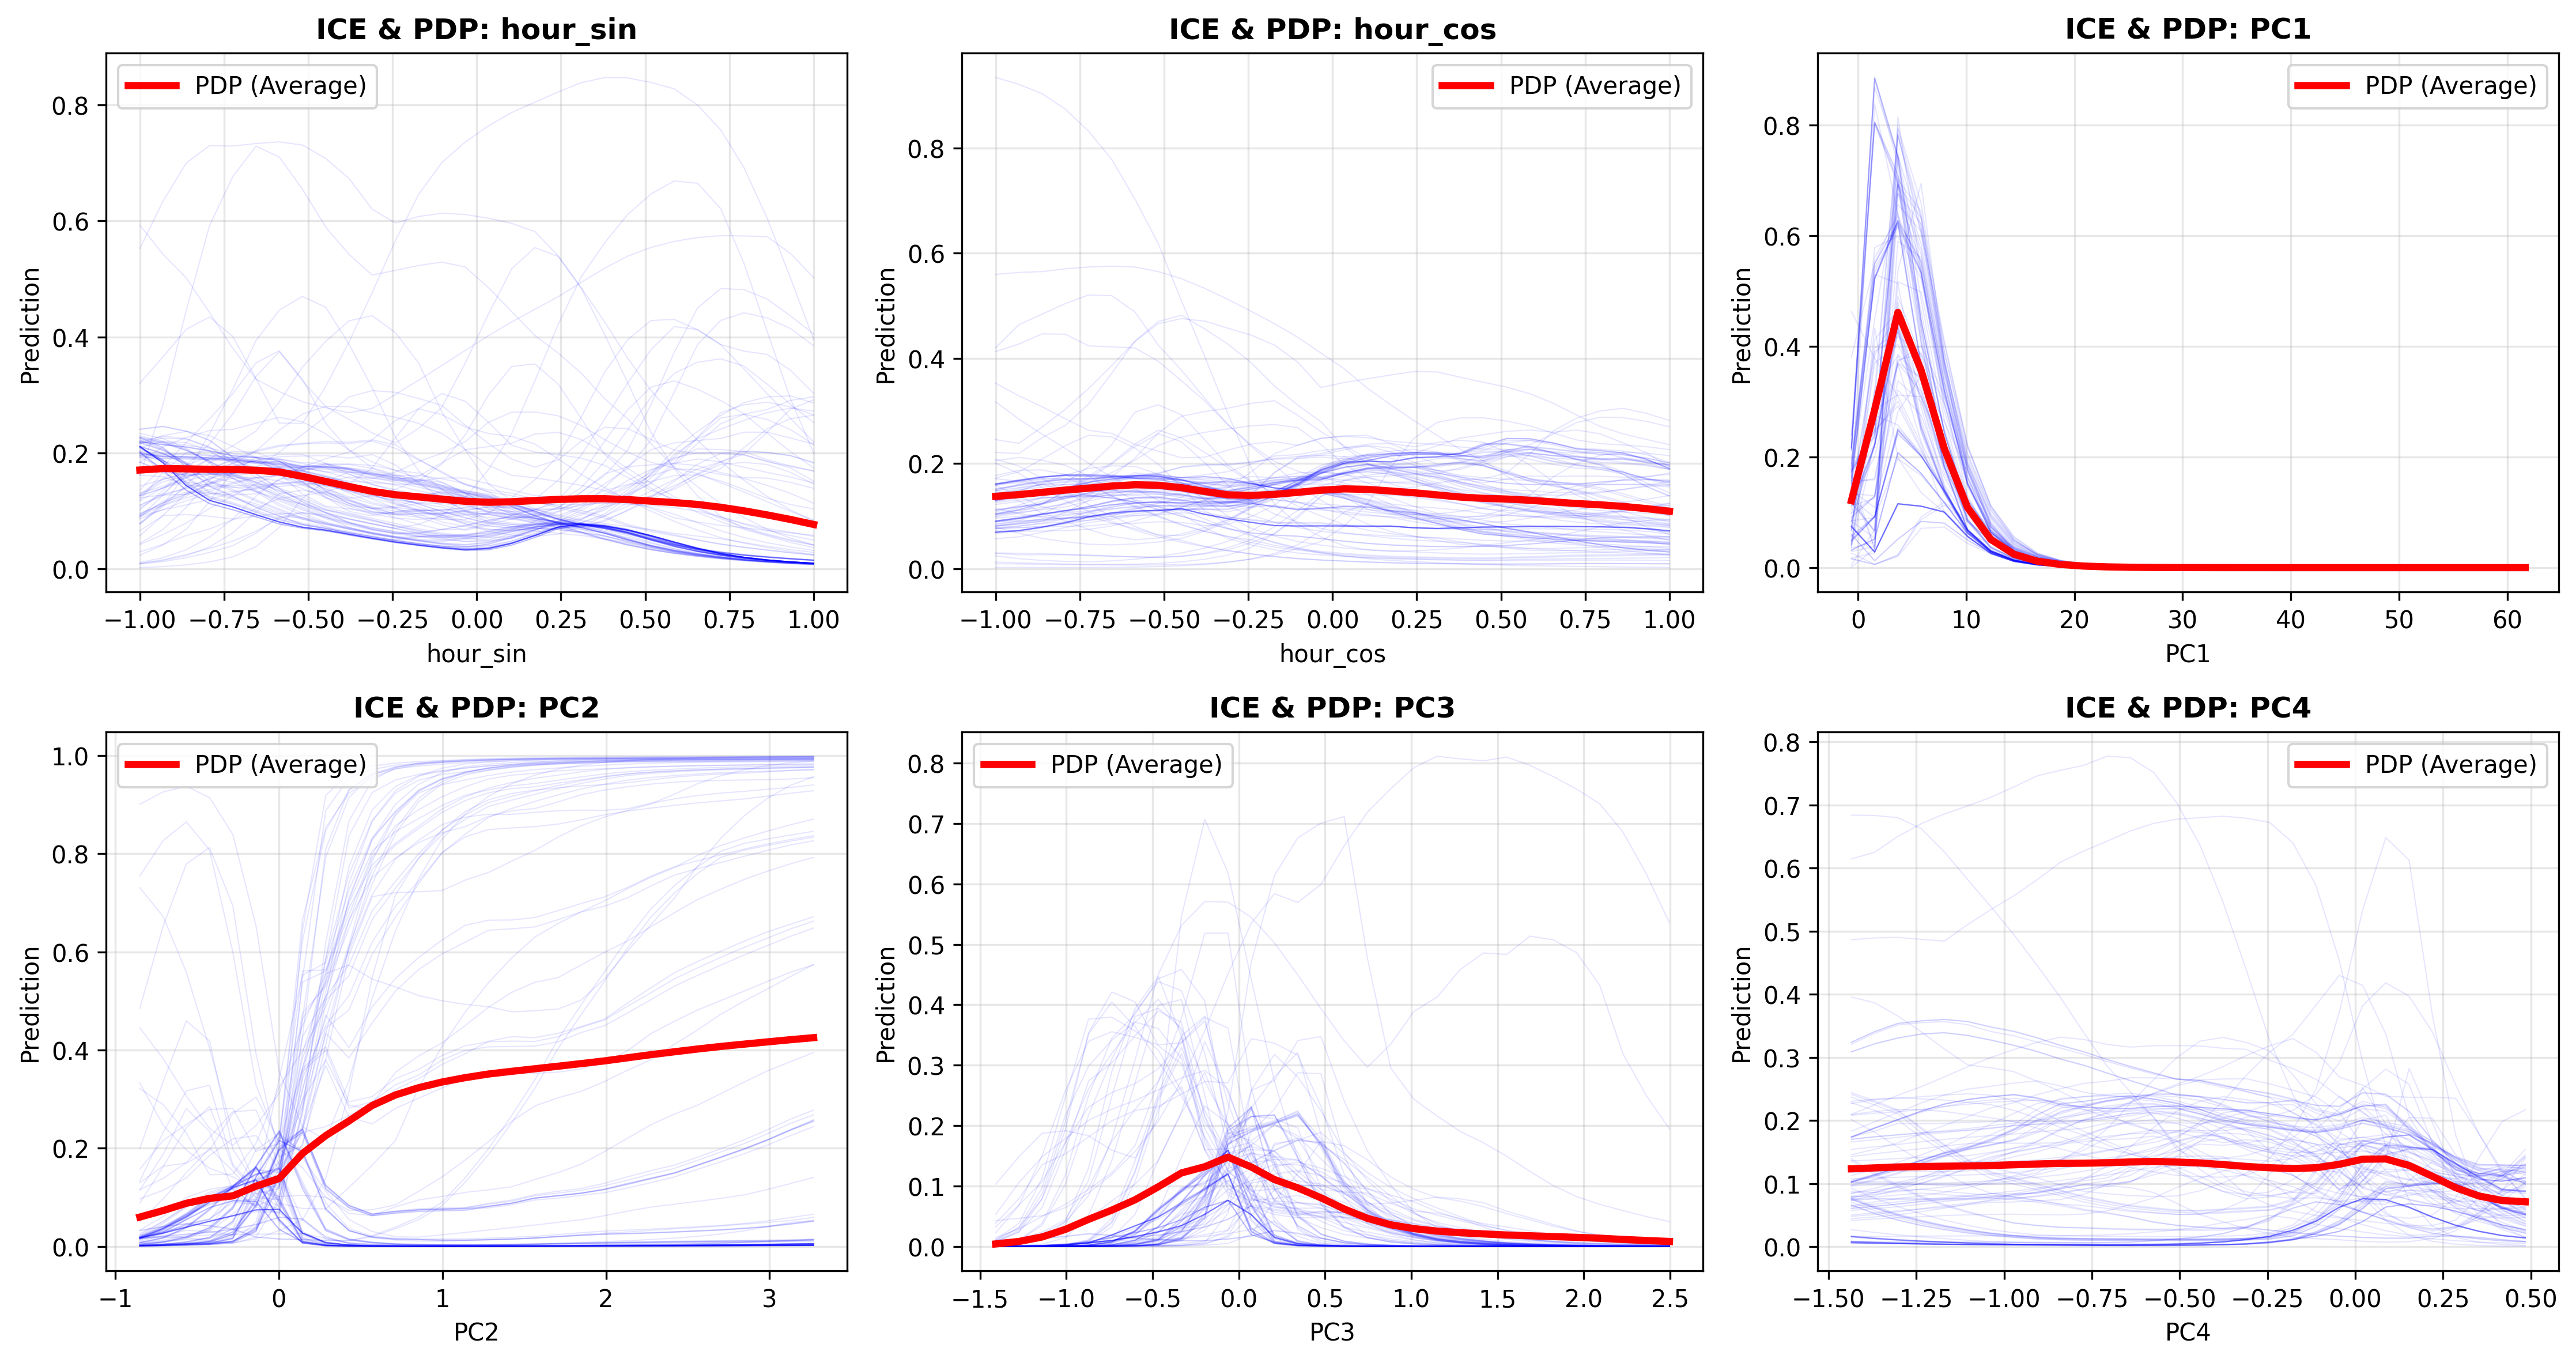 ICE & PDP: hour_sin
PDP (Average)
Prediction
0.8
0.6
0.4
0.2
0.0
−1.00 −0.75 −0.50 −0.25 0.00 0.25 0.50 0.75 1.00
hour_sin
ICE & PDP: hour_cos
PDP (Average)
Prediction
0.8
0.6
0.4
0.2
0.0
−1.00 −0.75 −0.50 −0.25 0.00 0.25 0.50 0.75 1.00
hour_cos
ICE & PDP: PC1
PDP (Average)
Prediction
0.8
0.6
0.4
0.2
0.0
0 10 20 30 40 50 60
PC1
ICE & PDP: PC2
PDP (Average)
Prediction
1.0
0.8
0.6
0.4
0.2
0.0
−1 0 1 2 3
PC2
ICE & PDP: PC3
PDP (Average)
Prediction
0.8
0.7
0.6
0.5
0.4
0.3
0.2
0.1
0.0
−1.5 −1.0 −0.5 0.0 0.5 1.0 1.5 2.0 2.5
PC3
ICE & PDP: PC4
PDP (Average)
Prediction
0.8
0.7
0.6
0.5
0.4
0.3
0.2
0.1
0.0
−1.50 −1.25 −1.00 −0.75 −0.50 −0.25 0.00 0.25 0.50
PC4